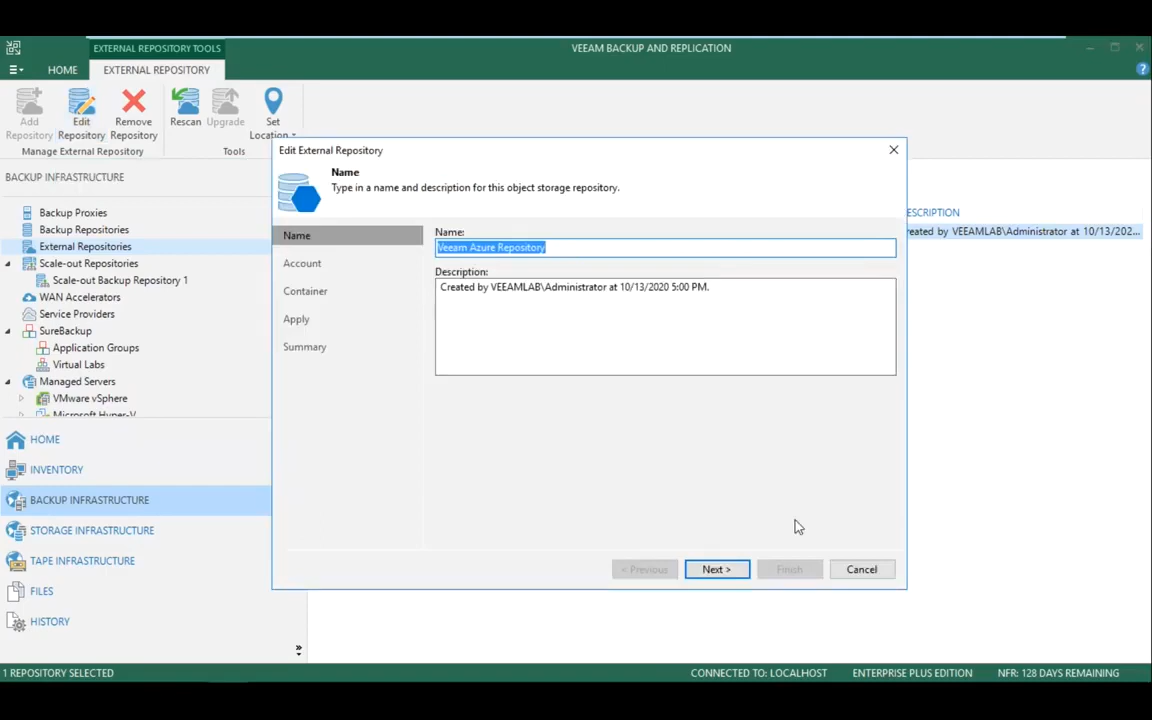 EXTERNAL REPOSITORY TOOLS
VEEAM BACKUP AND REPLICATION
HOME
EXTERNAL REPOSITORY
Add Repository
Edit Repository
Remove Repository
Rescan
Upgrade
Set Location
Manage External Repository
Tools
BACKUP INFRASTRUCTURE
Backup Proxies
Backup Repositories
External Repositories
Scale-out Repositories
Scale-out Backup Repository 1
WAN Accelerators
Service Providers
SureBackup
Application Groups
Virtual Labs
Managed Servers
VMware vSphere
Microsoft Hyper-V
HOME
INVENTORY
BACKUP INFRASTRUCTURE
STORAGE INFRASTRUCTURE
TAPE INFRASTRUCTURE
FILES
HISTORY
Edit External Repository
Name
Type in a name and description for this object storage repository.
Name
Account
Container
Apply
Summary
Name:
Veeam Azure Repository
Description:
Created by VEEAMLAB\Administrator at 10/13/2020 5:00 PM.
< Previous
Next >
Finish
Cancel
ESCRIPTION
reated by VEEAMLAB\Administrator at 10/13/202...
1 REPOSITORY SELECTED
CONNECTED TO: LOCALHOST
ENTERPRISE PLUS EDITION
NFR: 128 DAYS REMAINING